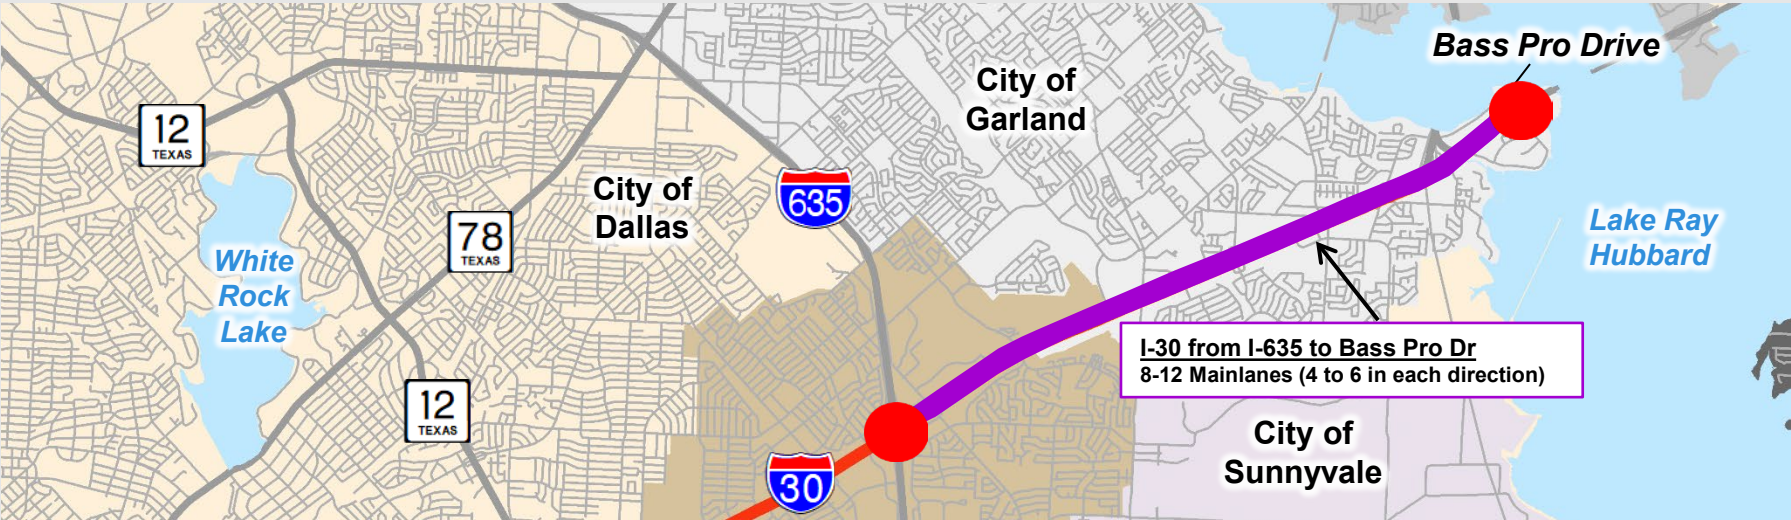 Bass Pro Drive
City of
Garland
12
TEXAS
City of
Dallas
635
78
TEXAS
Lake Ray
Hubbard
White
Rock
Lake
I-30 from I-635 to Bass Pro Dr
8-12 Mainlanes (4 to 6 in each direction)
12
TEXAS
City of
Sunnyvale
30